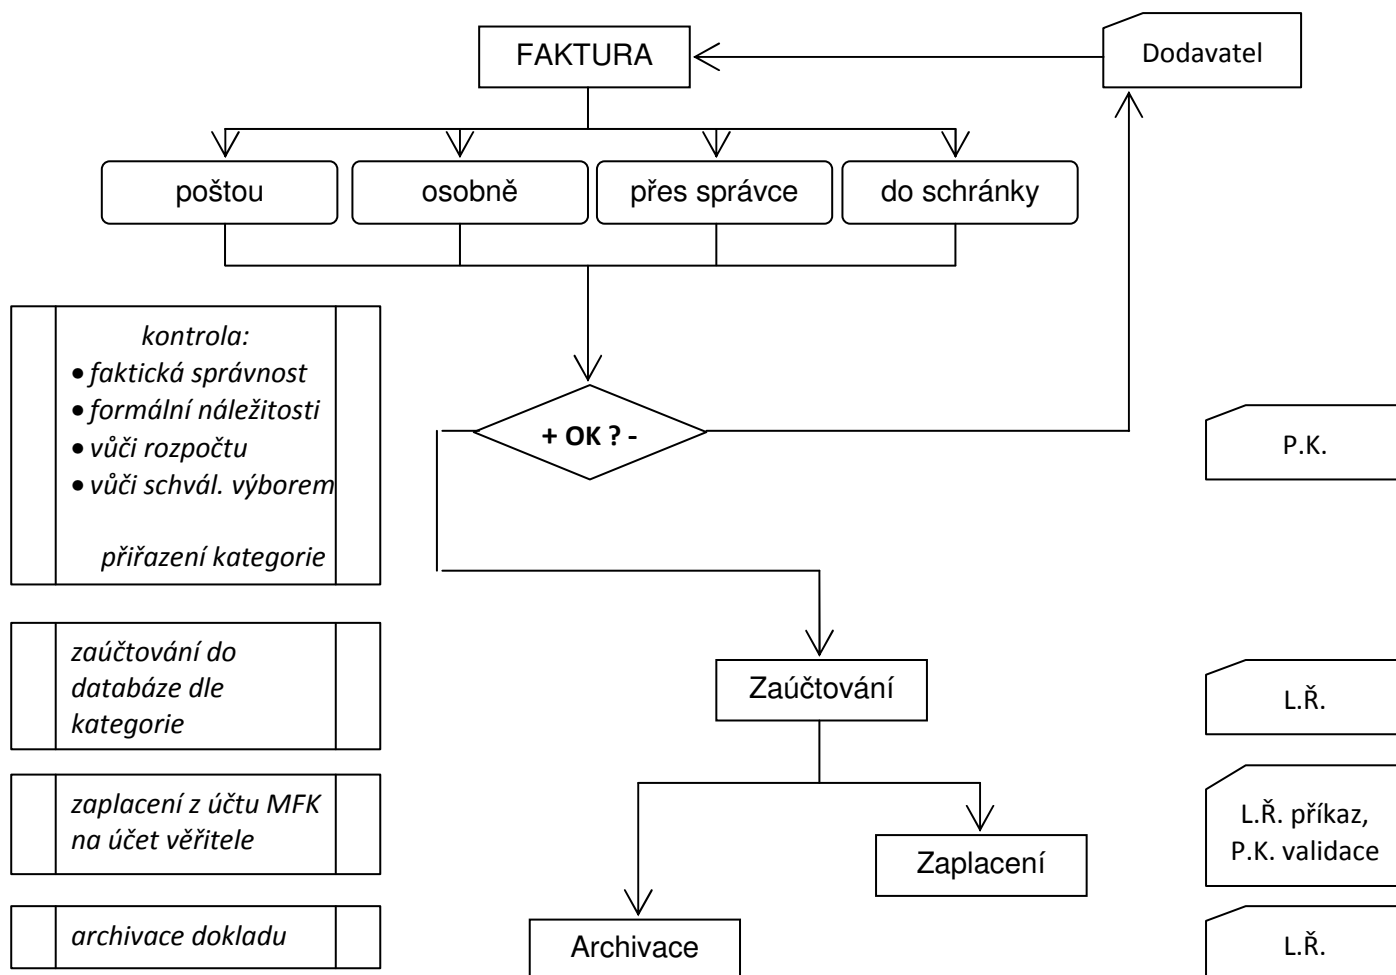 FAKTURA
Dodavatel
poštou
osobně
přes správce
do schránky
kontrola:
• faktická správnost
• formální náležitosti
• vůči rozpočtu
• vůči schvál. výborem
přiřazení kategorie
+ OK ? -
P.K.
zaúčtování do
databáze dle
kategorie
Zaúčtování
L.Ř.
zaplacení z účtu MFK
na účet věřitele
Zaplacení
L.Ř. příkaz,
P.K. validace
archivace dokladu
Archivace
L.Ř.